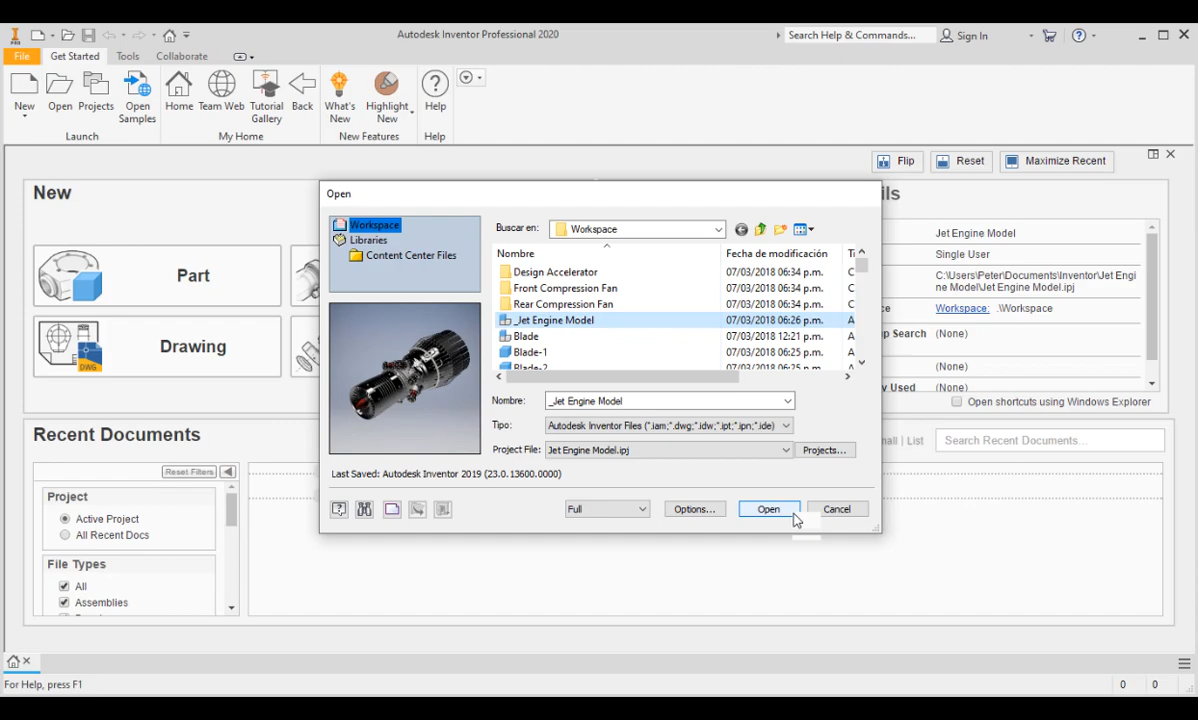 Autodesk Inventor Professional 2020
Search Help & Commands...
Sign In
File
Get Started
Tools
Collaborate
New
Open
Projects
Open Samples
Home
Team Web
Tutorial Gallery
Back
What's New
Highlight New
Help
Launch
My Home
New Features
Help
Flip
Reset
Maximize Recent
New
Part
Drawing
DWG
Open
Workspace
Libraries
Content Center Files
Buscar en:
Workspace
Nombre
Fecha de modificación
Design Accelerator 07/03/2018 06:34 p.m.
Front Compression Fan 07/03/2018 06:34 p.m.
Rear Compression Fan 07/03/2018 06:34 p.m.
_Jet Engine Model 07/03/2018 06:26 p.m.
Blade 07/03/2018 12:21 p.m.
Blade-1 07/03/2018 06:25 p.m.
Blade-2 07/03/2018 06:25 p.m.
Nombre: _Jet Engine Model
Tipo: Autodesk Inventor Files (*.iam;*.dwg;*.idw;*.ipt;*.ipn;*.ide)
Project File: Jet Engine Model.ipj
Projects...
Last Saved: Autodesk Inventor 2019 (23.0.13600.0000)
Full
Options...
Open
Cancel
Jet Engine Model
Single User
C:\Users\Peter\Documents\Inventor\Jet Engi
ne Model\Jet Engine Model.ipj
Workspace: .\Workspace
(None)
(None)
(None)
Open shortcuts using Windows Explorer
Recent Documents
List
Search Recent Documents...
Reset Filters
Project
Active Project
All Recent Docs
File Types
All
Assemblies
For Help, press F1
0 0